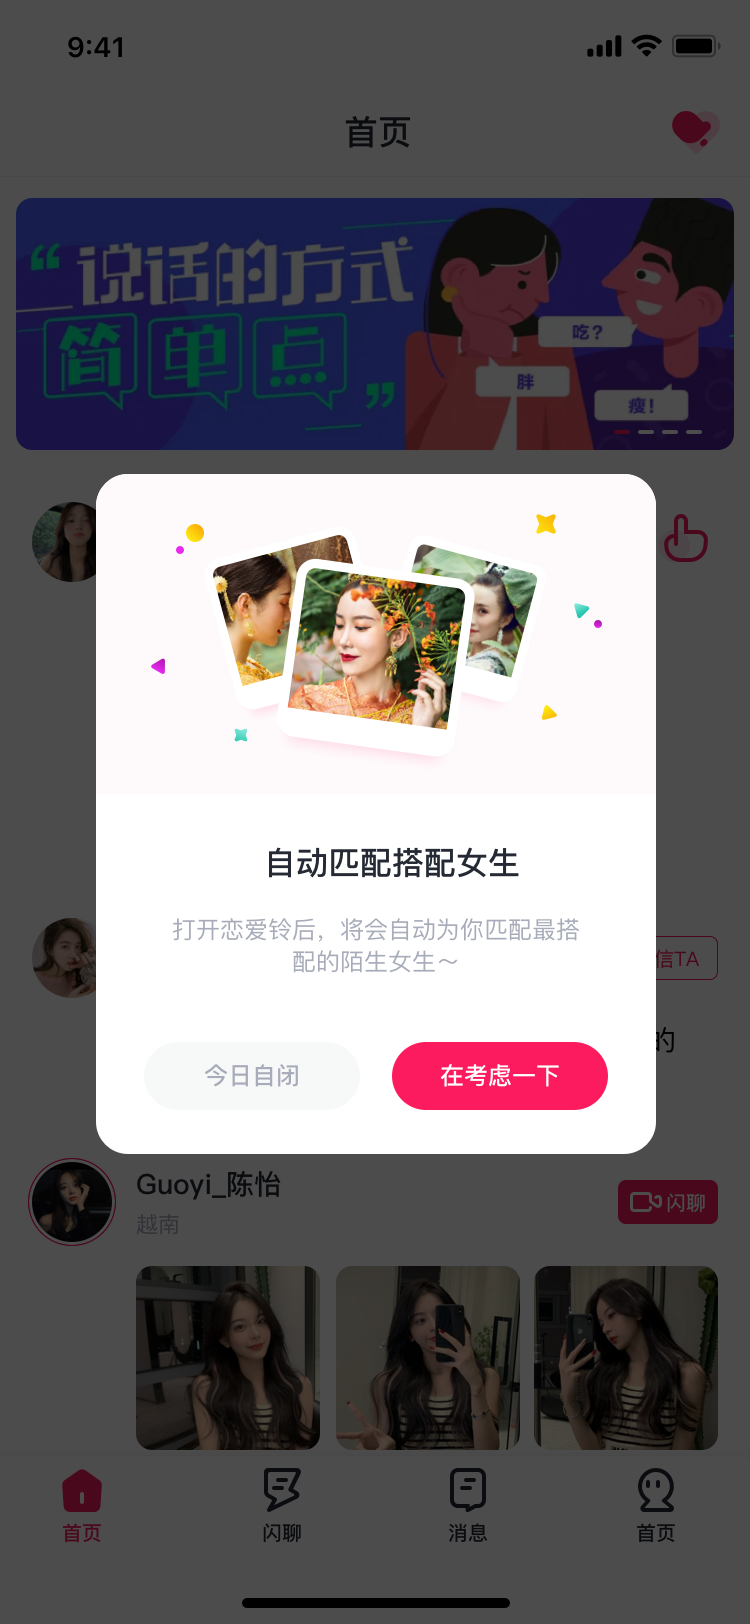 9:41
首页
“说话的方式
简单点”
吃?
胖
瘦!
自动匹配搭配女生
打开恋爱铃后，将会自动为你匹配最搭
配的陌生女生～
今日自闭
在考虑一下
信TA
的
Guoyi_陈怡
越南
闪聊
首页
闪聊
消息
首页